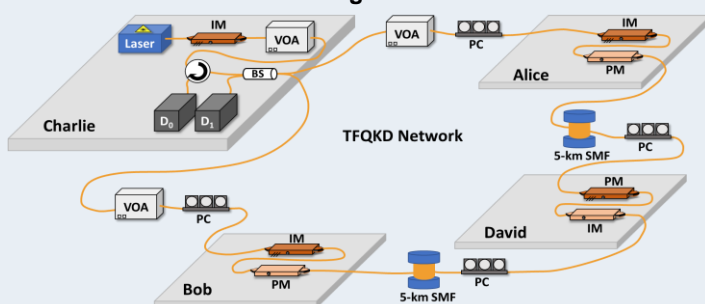 IM
VOA
Laser
BS
D0
D1
Charlie
VOA
PC
IM
PM
Alice
TFQKD Network
5-km SMF
PC
PM
IM
David
VOA
PC
IM
PM
Bob
5-km SMF
PC